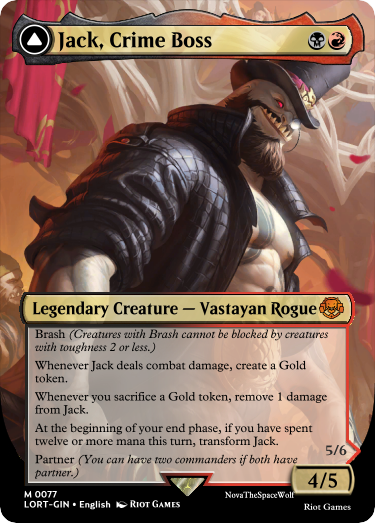 Jack, Crime Boss
Legendary Creature — Vastayan Rogue
Brash (Creatures with Brash cannot be blocked by creatures
with toughness 2 or less.)
Whenever Jack deals combat damage, create a Gold
token.
Whenever you sacrifice a Gold token, remove 1 damage
from Jack.
At the beginning of your end phase, if you have spent
twelve or more mana this turn, transform Jack.
Partner (You can have two commanders if both have
partner.)
5/6
4/5
M 0077
LORT-GIN • English Riot Games
NovaTheSpaceWolf
Riot Games